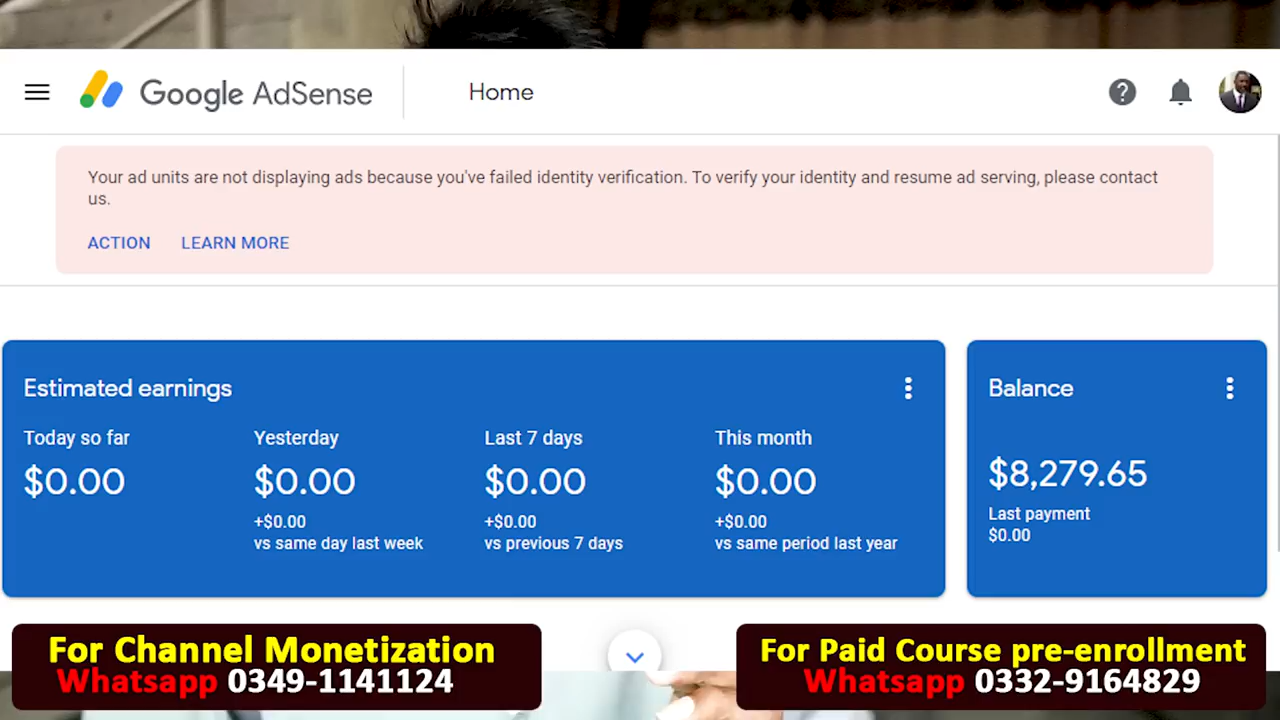 Google AdSense
Home
Your ad units are not displaying ads because you've failed identity verification. To verify your identity and resume ad serving, please contact
us.
ACTION LEARN MORE
Estimated earnings
Today so far
$0.00
Yesterday
$0.00
+$0.00
vs same day last week
Last 7 days
$0.00
+$0.00
vs previous 7 days
This month
$0.00
+$0.00
vs same period last year
Balance
$8,279.65
Last payment
$0.00
For Channel Monetization
Whatsapp 0349-1141124
For Paid Course pre-enrollment
Whatsapp 0332-9164829